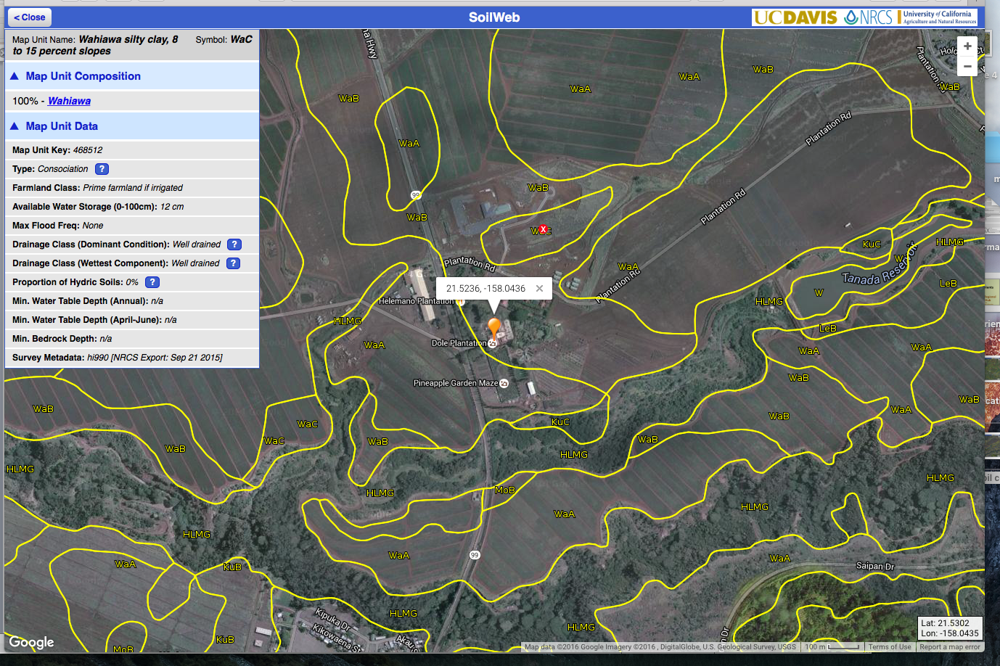 < Close
SoilWeb
UCDAVIS
NRCS
University of California
Agriculture and Natural Resources
Map Unit Name: Wahiawa silty clay, 8 to 15 percent slopes
Symbol: WaC
Map Unit Composition
100% - Wahiawa
Map Unit Data
Map Unit Key: 468512
Type: Consociation ?
Farmland Class: Prime farmland if irrigated
Available Water Storage (0-100cm): 12 cm
Max Flood Freq: None
Drainage Class (Dominant Condition): Well drained ?
Drainage Class (Wettest Component): Well drained ?
Proportion of Hydric Soils: 0% ?
Min. Water Table Depth (Annual): n/a
Min. Water Table Depth (April-June): n/a
Min. Bedrock Depth: n/a
Survey Metadata: hi990 [NRCS Export: Sep 21 2015]
a Hwy
Plantation Rd
+
−
WaB
WaA
WaA
WaB
WaB
WaA
Plantation Rd
99
WaB
WaB
Plantation Rd
X
KuC
HLMG
Plantation Rd
WaA
Plantation Rd
Tanada Reservoir
LeB
W
21.5236, -158.0436
Helemano Plantation
HLMG
HLMG
LeB
WaA
Dole Plantation
WaA
WaA
Pineapple Garden Maze
WaB
WaB
WaB
WaA
WaC
KuC
WaB
WaC
WaB
WaB
WaB
HLMG
HLMG
HLMG
HLMG
MoB
HLMG
WaA
HLMG
WaA
99
WaA
WaA
KuB
Saipan Dr
Kipuka Dr
HLMG
Kikowaena St
HLMG
KuB
MoB
Google
Lat: 21.5302
Lon: -158.0435
Map data ©2016 Google Imagery ©2016 , DigitalGlobe, U.S. Geological Survey, USGS
100 m
Terms of Use
Report a map error